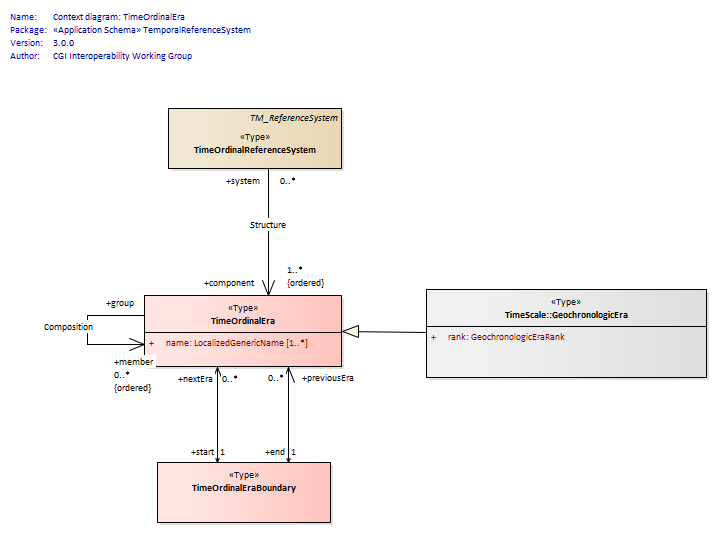 Name: Context diagram: TimeOrdinalEra
Package: «Application Schema» TemporalReferenceSystem
Version: 3.0.0
Author: CGI Interoperability Working Group
TM_ReferenceSystem
«Type»
TimeOrdinalReferenceSystem
+system 0..*
Structure
1..*
+component {ordered}
+group
«Type»
TimeOrdinalEra
+ name: LocalizedGenericName [1..*]
Composition
+member
0..*
{ordered}
«Type»
TimeScale::GeochronologicEra
+ rank: GeochronologicEraRank
+nextEra 0..* 0..* +previousEra
+start 1 +end 1
«Type»
TimeOrdinalEraBoundary